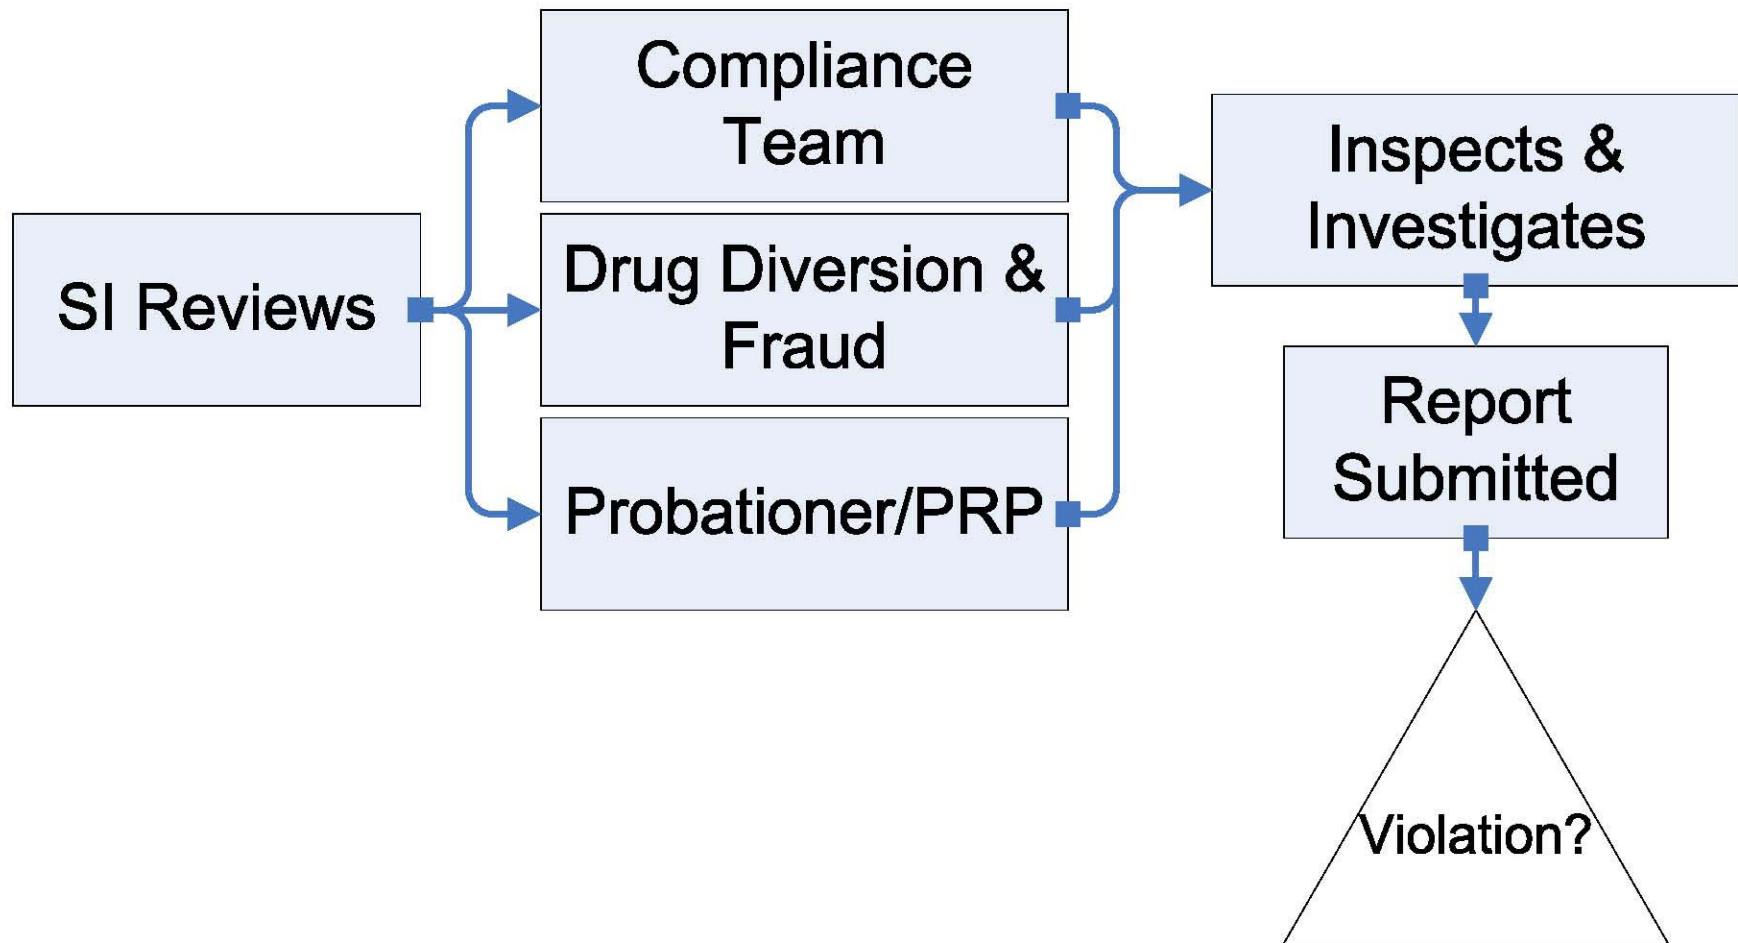 SI Reviews
Compliance
Team
Drug Diversion &
Fraud
Probationer/PRP
Inspects &
Investigates
Report
Submitted
Violation?